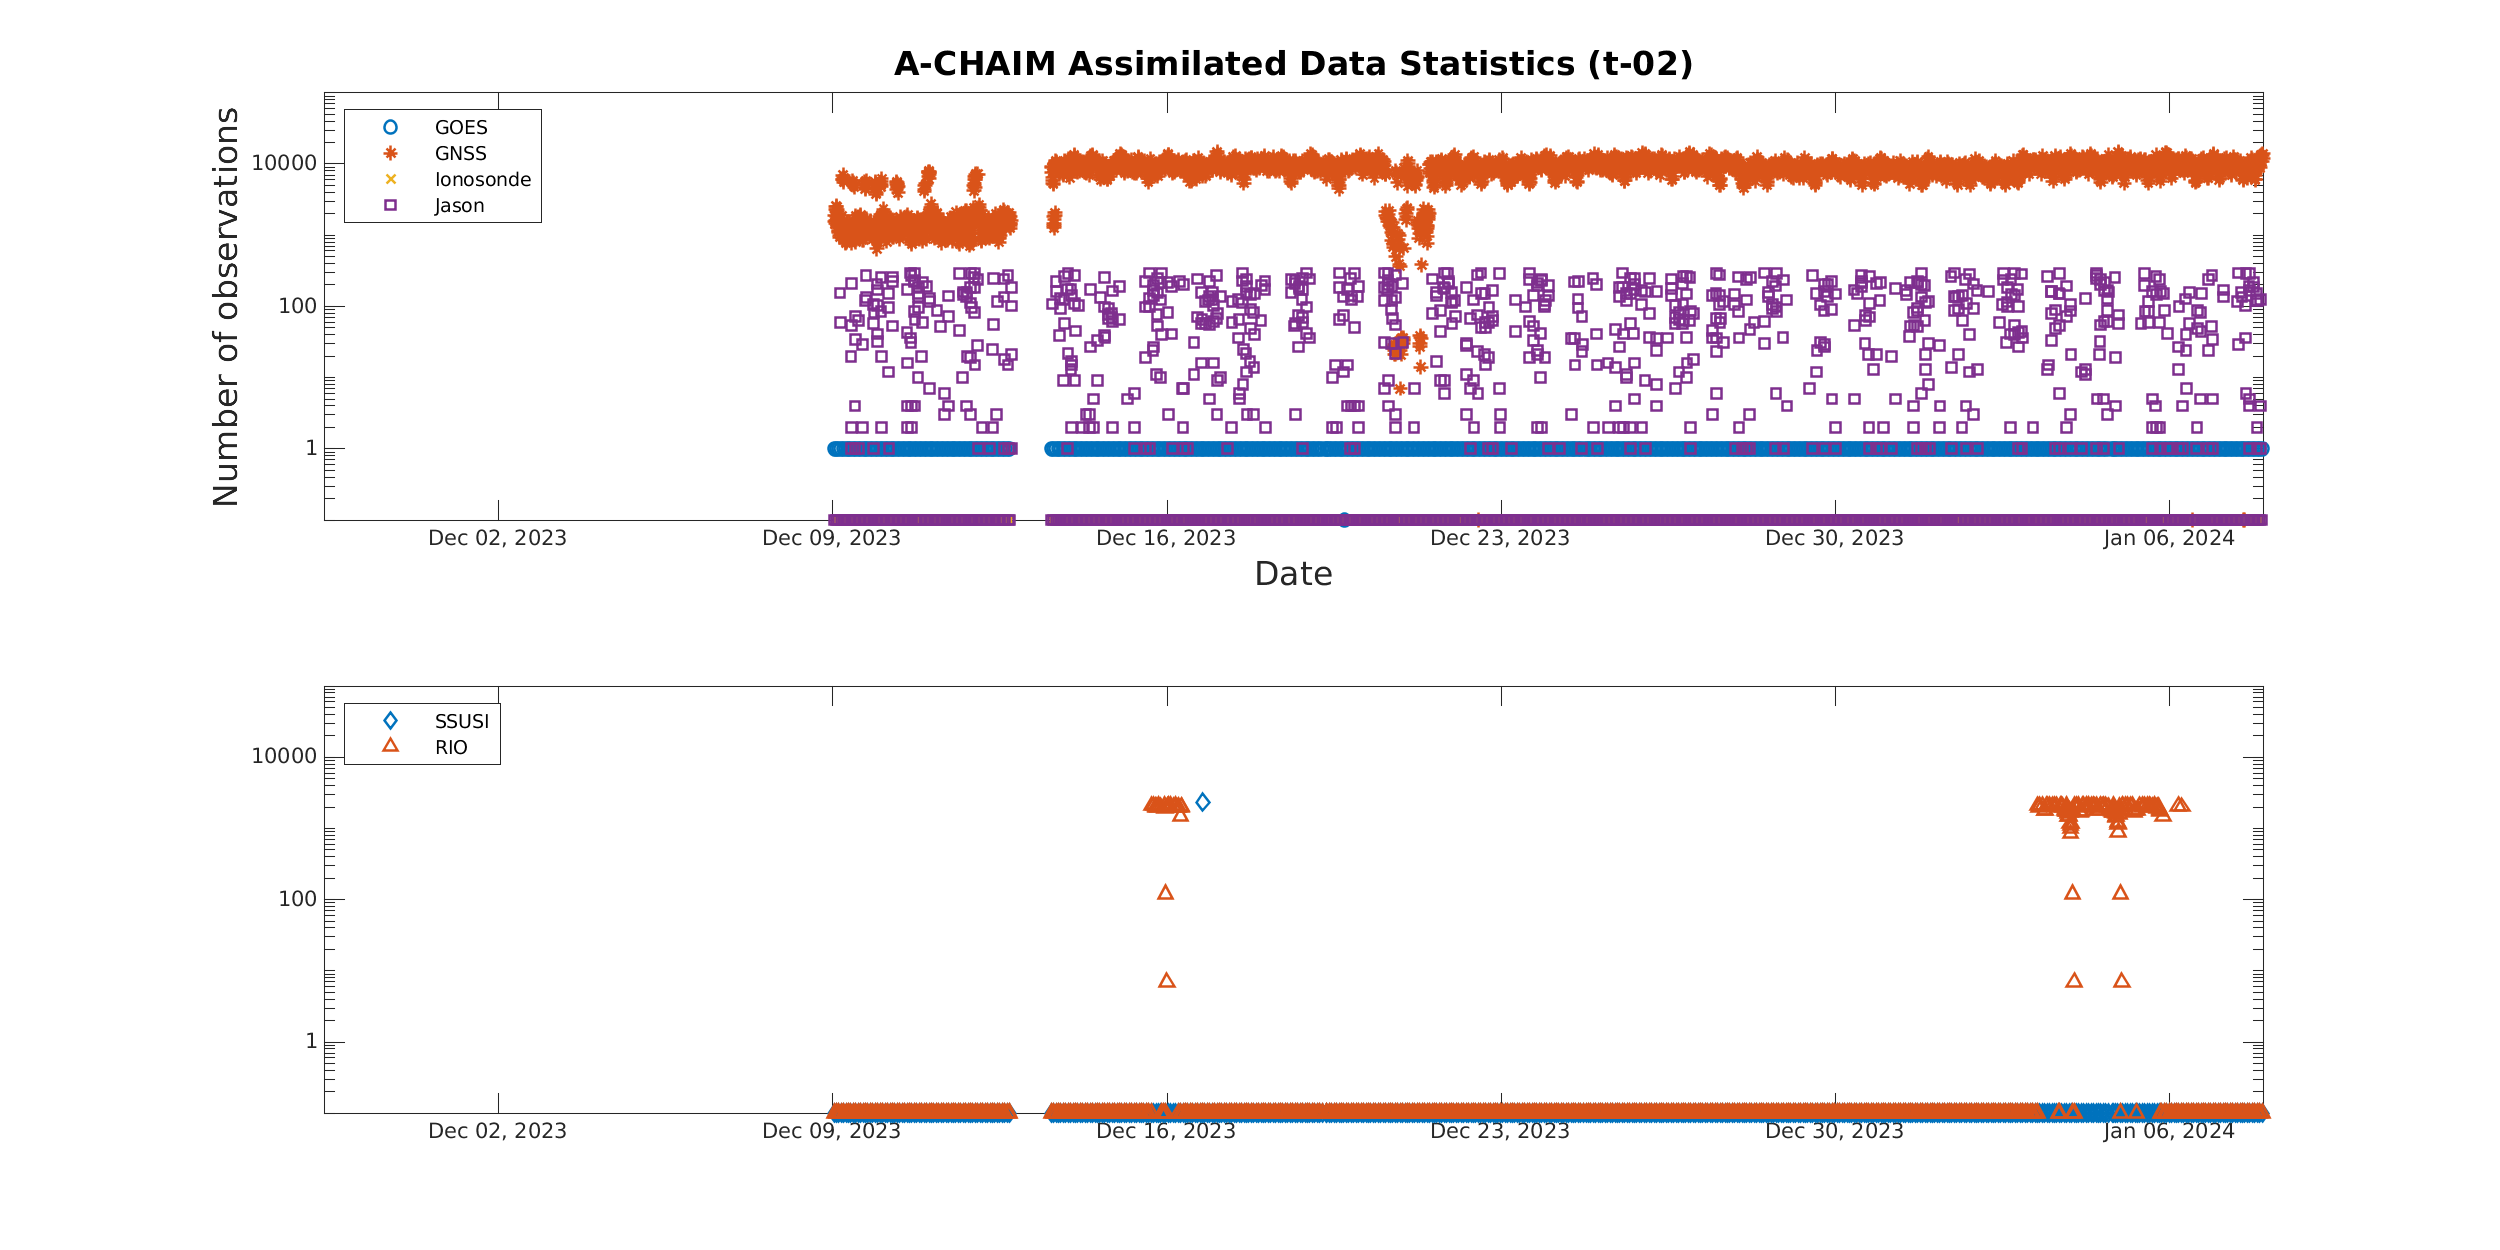 A-CHAIM Assimilated Data Statistics (t-02)
Number of observations
10000
100
1
GOES
GNSS
Ionosonde
Jason
Dec 02, 2023
Dec 09, 2023
Dec 16, 2023
Dec 23, 2023
Dec 30, 2023
Jan 06, 2024
Date
10000
100
1
SSUSI
RIO
Dec 02, 2023
Dec 09, 2023
Dec 16, 2023
Dec 23, 2023
Dec 30, 2023
Jan 06, 2024